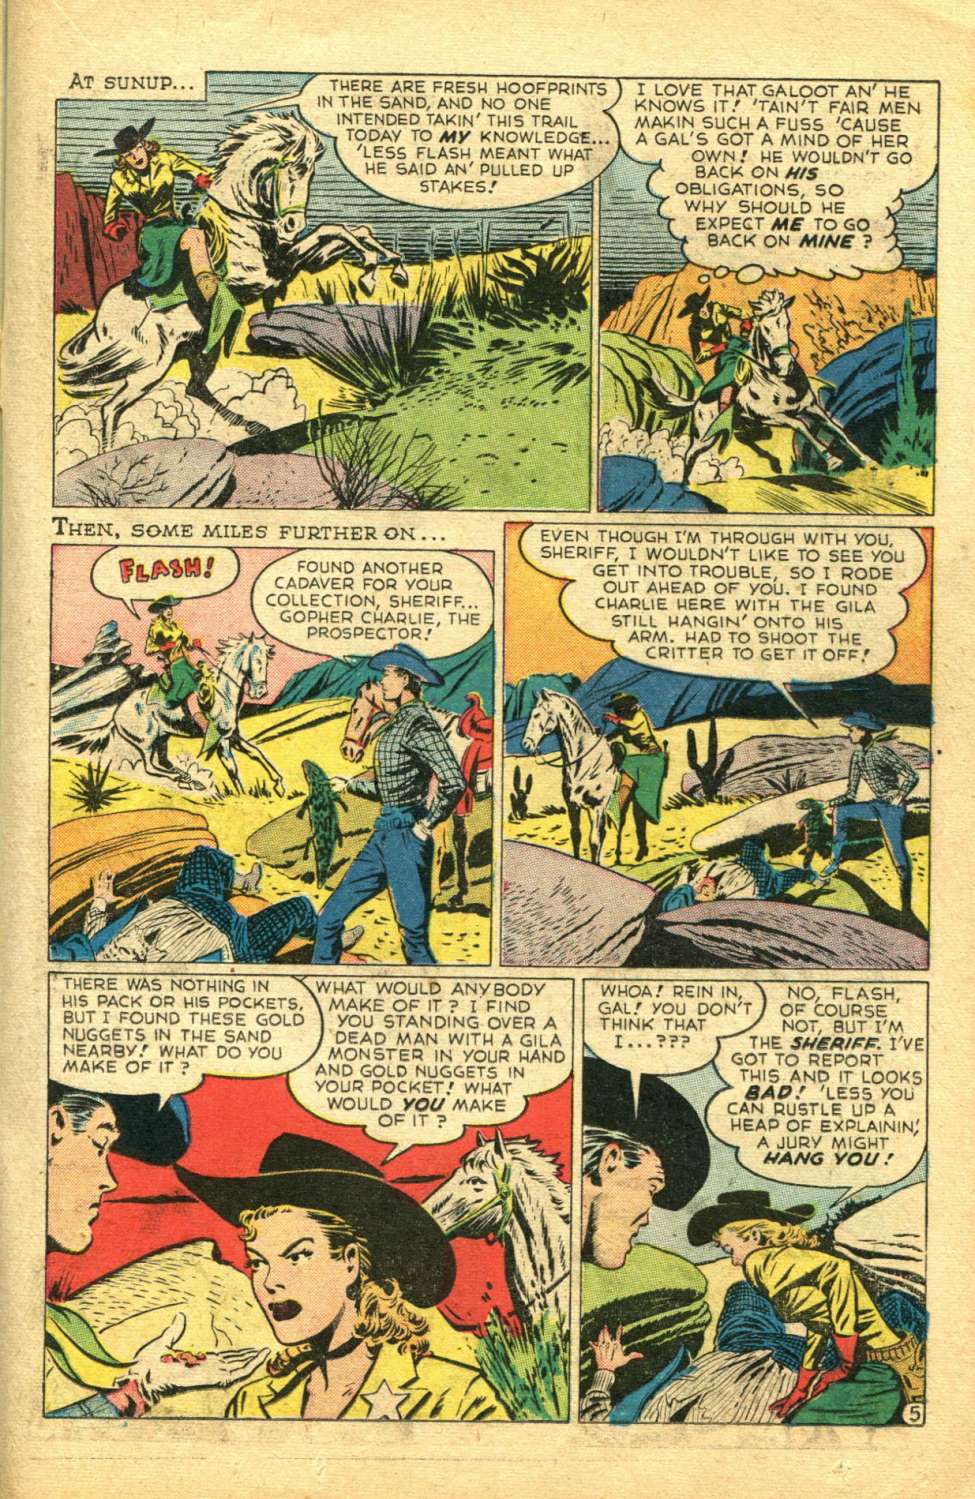 AT SUNUP...
THERE ARE FRESH HOOFPRINTS
IN THE SAND, AND NO ONE
INTENDED TAKIN' THIS TRAIL
TODAY TO MY KNOWLEDGE...
'LESS FLASH MEANT WHAT
HE SAID AN' PULLED UP
STAKES!
I LOVE THAT GALOOT AN' HE
KNOWS IT! 'TAIN'T FAIR MEN
MAKIN SUCH A FUSS 'CAUSE
A GAL'S GOT A MIND OF HER
OWN! HE WOULDN'T GO
BACK ON HIS
OBLIGATIONS, SO
WHY SHOULD HE
EXPECT ME TO GO
BACK ON MINE?
THEN, SOME MILES FURTHER ON...
FLASH!
FOUND ANOTHER
CADAVER FOR YOUR
COLLECTION, SHERIFF...
GOPHER CHARLIE, THE
PROSPECTOR!
EVEN THOUGH I'M THROUGH WITH YOU,
SHERIFF, I WOULDN'T LIKE TO SEE YOU
GET INTO TROUBLE, SO I RODE
OUT AHEAD OF YOU. I FOUND
CHARLIE HERE WITH THE GILA
STILL HANGIN' ONTO HIS
ARM. HAD TO SHOOT THE
CRITTER TO GET IT OFF!
THERE WAS NOTHING IN
HIS PACK OR HIS POCKETS,
BUT I FOUND THESE GOLD
NUGGETS IN THE SAND
NEARBY! WHAT DO YOU
MAKE OF IT?
WHAT WOULD ANYBODY
MAKE OF IT? I FIND
YOU STANDING OVER A
DEAD MAN WITH A GILA
MONSTER IN YOUR HAND
AND GOLD NUGGETS IN
YOUR POCKET! WHAT
WOULD YOU MAKE
OF IT?
WHOA! REIN IN,
GAL! YOU DON'T
THINK THAT
I...???
NO, FLASH,
OF COURSE
NOT, BUT I'M
THE SHERIFF. I'VE
GOT TO REPORT
THIS AND IT LOOKS
BAD! 'LESS YOU
CAN RUSTLE UP A
HEAP OF EXPLAININ',
A JURY MIGHT
HANG YOU!
5